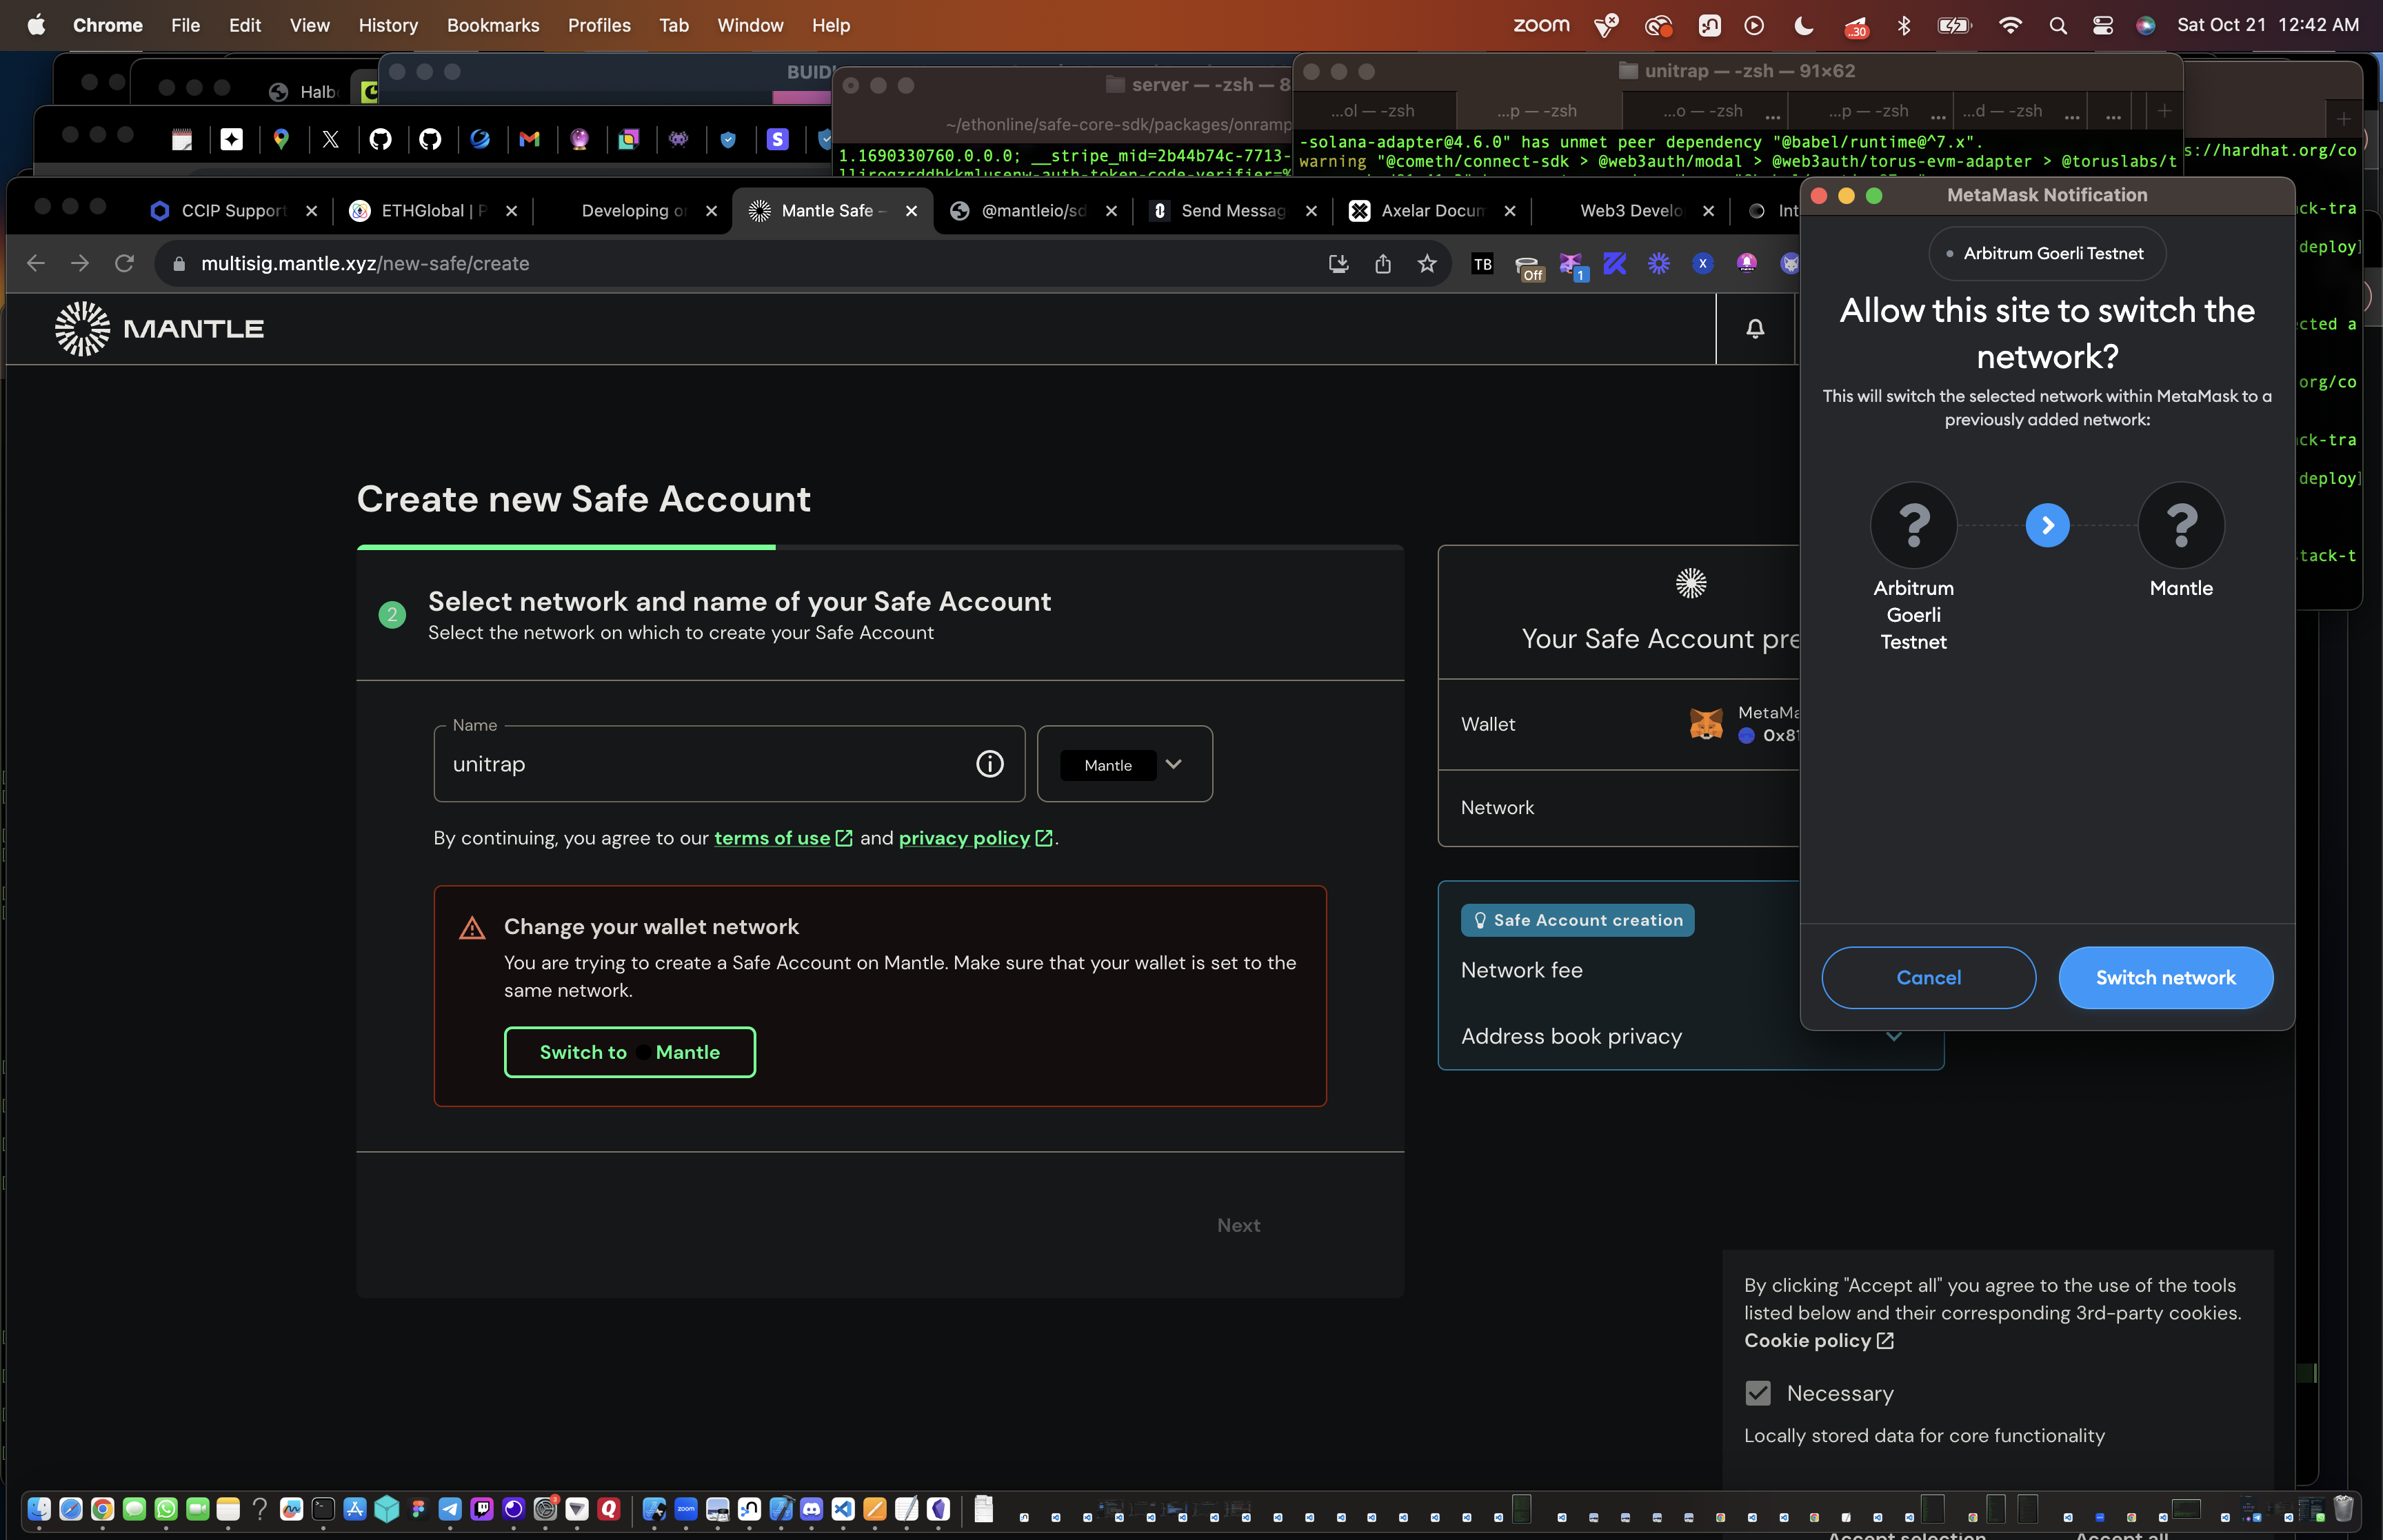 Chrome File Edit View History Bookmarks Profiles Tab Window Help
zoom
..30
Sat Oct 21 12:42 AM
BUIDL
server — -zsh — 8
unitrap — -zsh — 91×62
~/ethonline/safe-core-sdk/packages/onramp
...ol — -zsh
...p — -zsh
...o — -zsh ...
...p — -zsh ...
...d — -zsh ...
...
1.1690330760.0.0.0; __stripe_mid=2b44b74c-7713-
-solana-adapter@4.6.0" has unmet peer dependency "@babel/runtime@^7.x".
warning "@cometh/connect-sdk > @web3auth/modal > @web3auth/torus-evm-adapter > @toruslabs/t
s://hardhat.org/co
ck-tra
deploy]
cted a
org/co
ck-tra
deploy]
tack-t
CCIP Support
ETHGlobal | P
Developing o
Mantle Safe –
@mantleio/sd
Send Messag
Axelar Docum
Web3 Develo
Int
multisig.mantle.xyz/new-safe/create
TB
Off
1
X
MANTLE
Create new Safe Account
2
Select network and name of your Safe Account
Select the network on which to create your Safe Account
Name
unitrap
Mantle
By continuing, you agree to our terms of use and privacy policy.
Change your wallet network
You are trying to create a Safe Account on Mantle. Make sure that your wallet is set to the
same network.
Switch to Mantle
Next
Your Safe Account pre
Wallet
MetaMa
0x81
Network
Safe Account creation
Network fee
Address book privacy
MetaMask Notification
Arbitrum Goerli Testnet
Allow this site to switch the
network?
This will switch the selected network within MetaMask to a
previously added network:
Arbitrum
Goerli
Testnet
Mantle
Cancel
Switch network
By clicking "Accept all" you agree to the use of the tools
listed below and their corresponding 3rd-party cookies.
Cookie policy
Necessary
Locally stored data for core functionality
Accept selection
Accept all